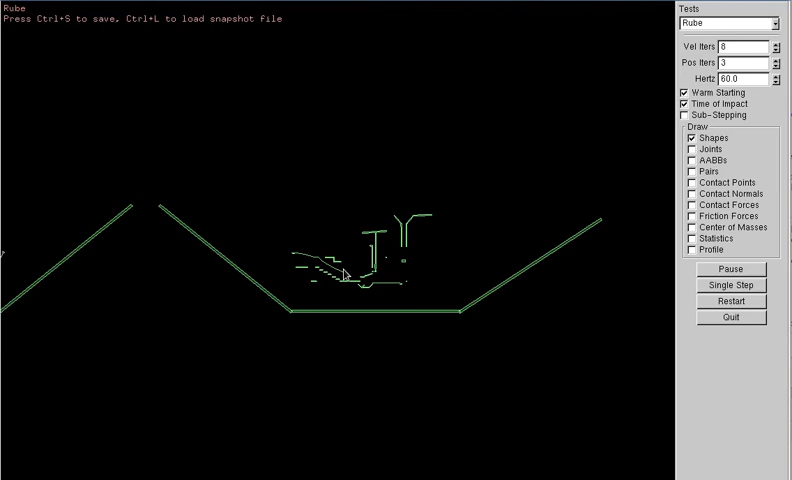 Rube
Press Ctrl+S to save, Ctrl+L to load snapshot file
Tests
Rube
Vel Iters 8
Pos Iters 3
Hertz 60.0
Warm Starting
Time of Impact
Sub-Stepping
Draw
Shapes
Joints
AABBs
Pairs
Contact Points
Contact Normals
Contact Forces
Friction Forces
Center of Masses
Statistics
Profile
Pause
Single Step
Restart
Quit